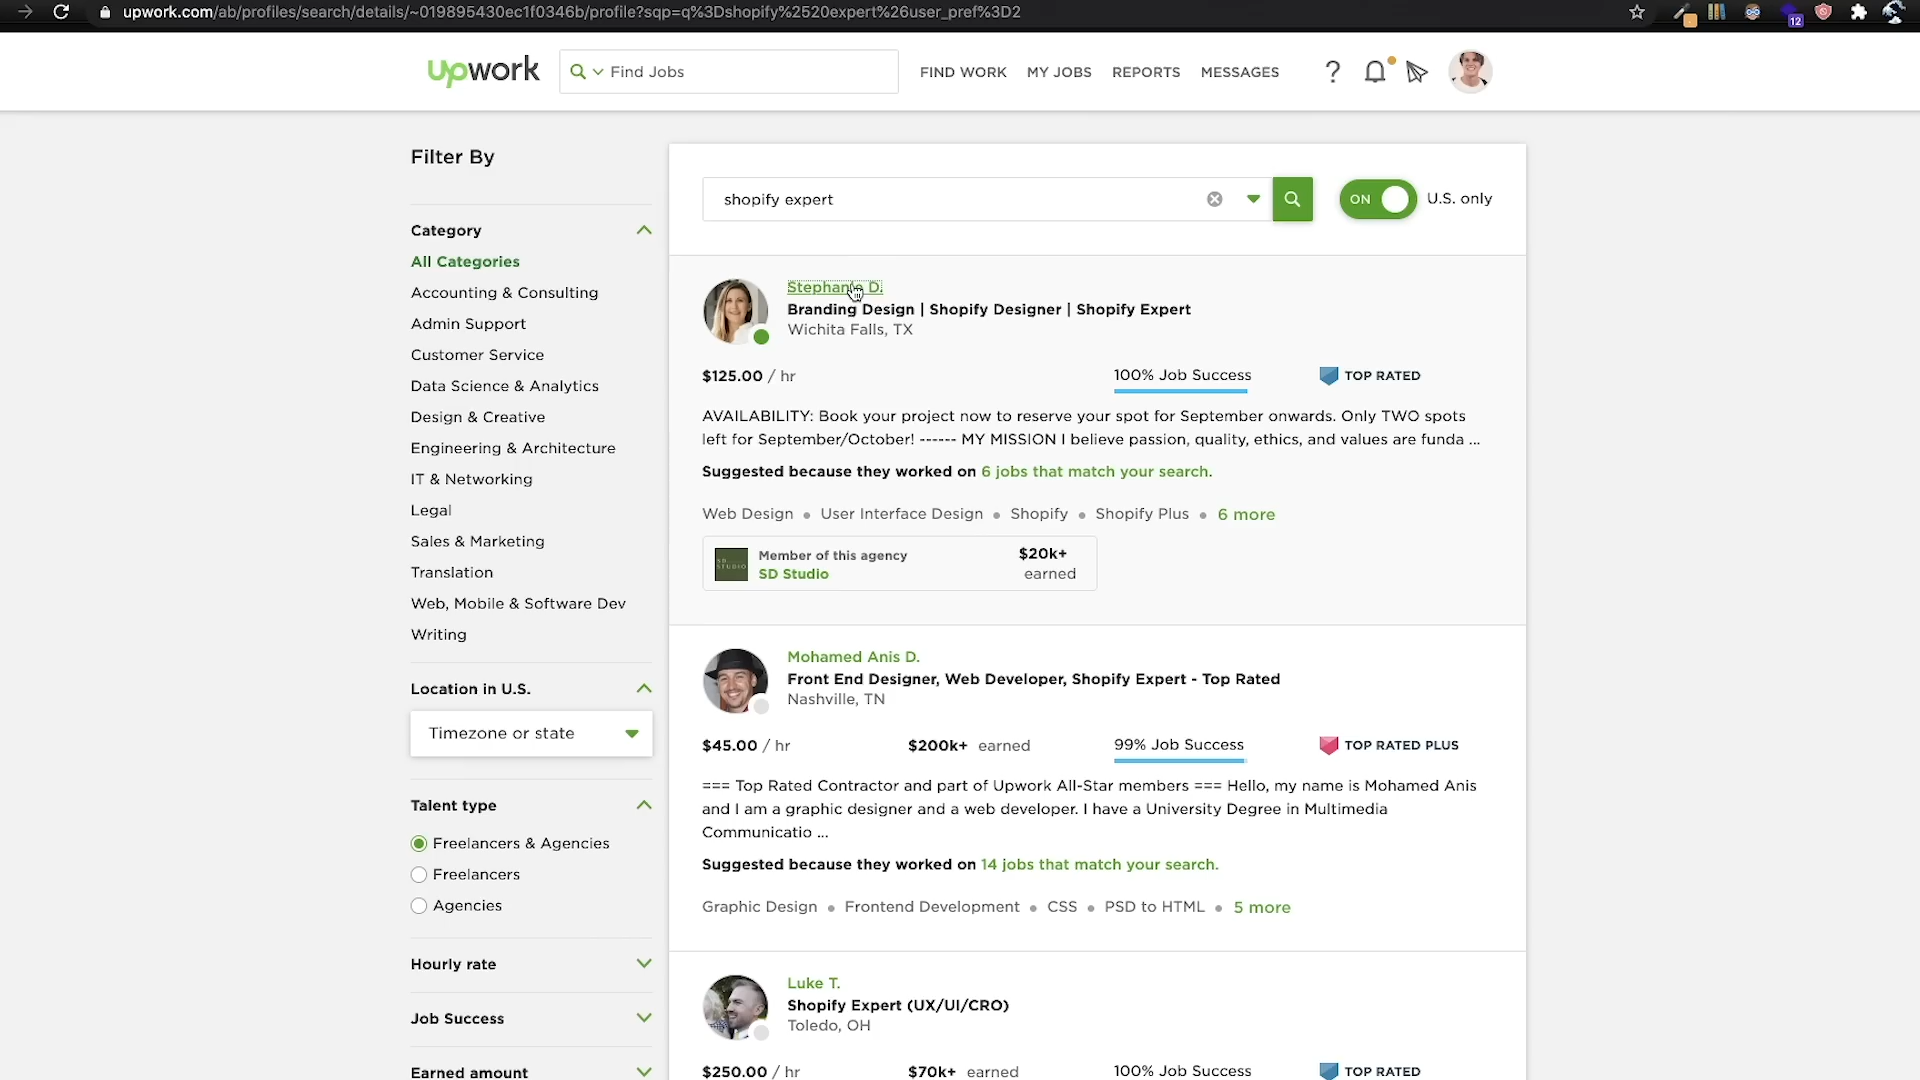 upwork.com/ab/profiles/search/details/~019895430ec1f0346b/profile?sqp=q%3Dshopify%2520expert%26user_pref%3D2
12
upwork
Find Jobs
FIND WORK
MY JOBS
REPORTS
MESSAGES
?
Filter By
Category
All Categories
Accounting & Consulting
Admin Support
Customer Service
Data Science & Analytics
Design & Creative
Engineering & Architecture
IT & Networking
Legal
Sales & Marketing
Translation
Web, Mobile & Software Dev
Writing
Location in U.S.
Timezone or state
Talent type
Freelancers & Agencies
Freelancers
Agencies
Hourly rate
Job Success
Earned amount
shopify expert
ON
U.S. only
Stephanie D.
Branding Design | Shopify Designer | Shopify Expert
Wichita Falls, TX
$125.00 / hr
100% Job Success
TOP RATED
AVAILABILITY: Book your project now to reserve your spot for September onwards. Only TWO spots
left for September/October! ------ MY MISSION I believe passion, quality, ethics, and values are funda ...
Suggested because they worked on 6 jobs that match your search.
Web Design • User Interface Design • Shopify • Shopify Plus • 6 more
SD
STUDIO
Member of this agency
SD Studio
$20k+
earned
Mohamed Anis D.
Front End Designer, Web Developer, Shopify Expert - Top Rated
Nashville, TN
$45.00 / hr
$200k+ earned
99% Job Success
TOP RATED PLUS
=== Top Rated Contractor and part of Upwork All-Star members === Hello, my name is Mohamed Anis
and I am a graphic designer and a web developer. I have a University Degree in Multimedia
Communicatio ...
Suggested because they worked on 14 jobs that match your search.
Graphic Design • Frontend Development • CSS • PSD to HTML • 5 more
Luke T.
Shopify Expert (UX/UI/CRO)
Toledo, OH
$250.00 / hr
$70k+ earned
100% Job Success
TOP RATED